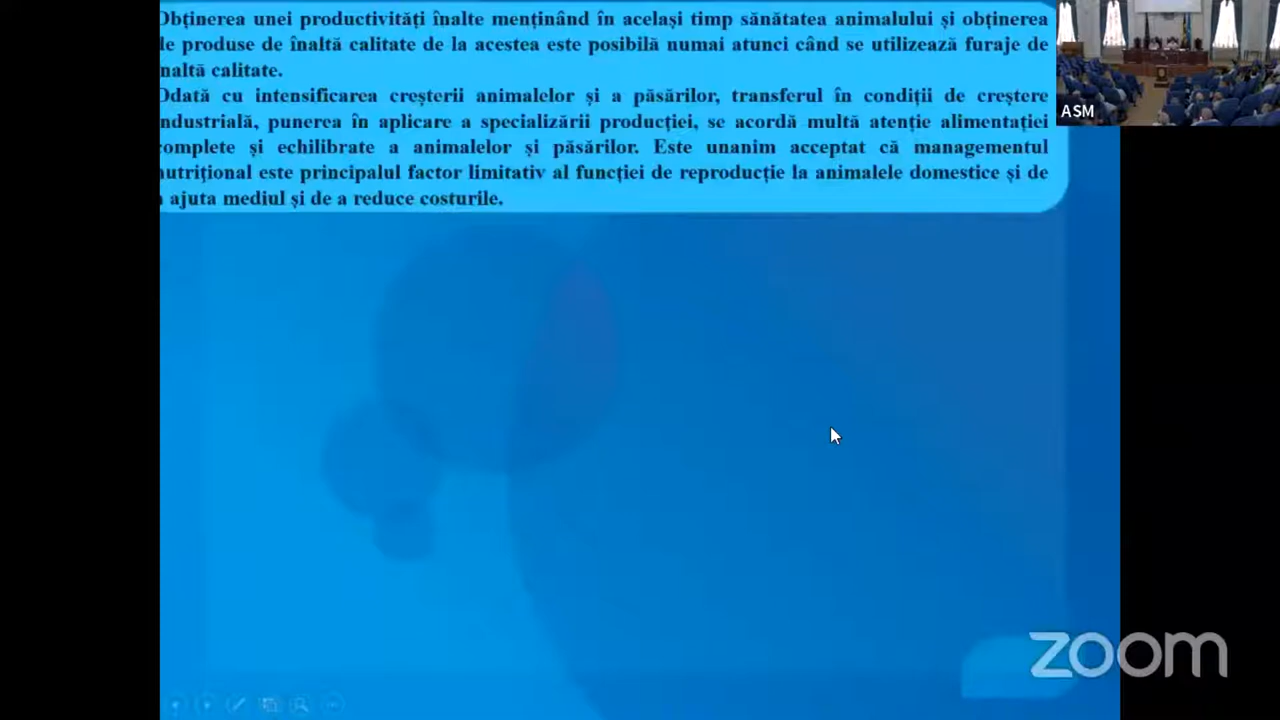 Obținerea unei productivități înalte menținând în același timp sănătatea animalului și obținerea
de produse de înaltă calitate de la acestea este posibilă numai atunci când se utilizează furaje de
naltă calitate.
Odată cu intensificarea creșterii animalelor și a păsărilor, transferul în condiții de creștere
ndustrială, punerea în aplicare a specializării producției, se acordă multă atenție alimentației
complete și echilibrate a animalelor și păsărilor. Este unanim acceptat că managementul
nutrițional este principalul factor limitativ al funcției de reproducție la animalele domestice și de
a ajuta mediul și de a reduce costurile.
ASM
zoom